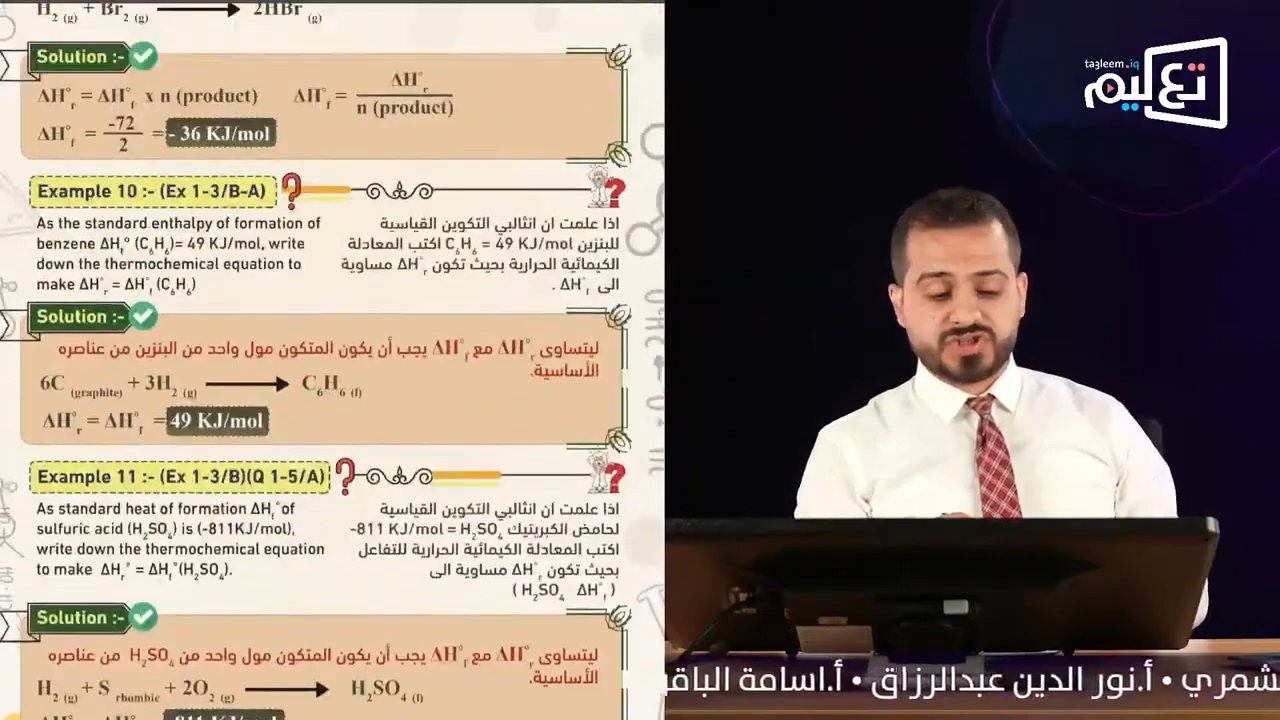 H₂ (g) + Br₂ (g) ⟶ 2HBr (g)
Solution :-
ΔH°r = ΔH°f x n (product) ΔH°f = ΔH°r / n (product)
ΔH°f = -72 / 2 = - 36 KJ/mol
Example 10 :- (Ex 1-3/B-A)
As the standard enthalpy of formation of
benzene ΔHf° (C₆H₆)= 49 KJ/mol, write
down the thermochemical equation to
make ΔH°r = ΔH°f (C₆H₆)
اذا علمت ان انثالبي التكوين القياسية
للبنزين C₆H₆ = 49 KJ/mol اكتب المعادلة
الكيمائية الحرارية بحيث تكون ΔH°r مساوية
الى ΔH°f .
Solution :-
ليتساوى ΔH°r مع ΔH°f يجب أن يكون المتكون مول واحد من البنزين من عناصره
الأساسية.
6C (graphite) + 3H₂ (g) ⟶ C₆H₆ (l)
ΔH°r = ΔH°f = 49 KJ/mol
Example 11 :- (Ex 1-3/B)(Q 1-5/A)
As standard heat of formation ΔHf° of
sulfuric acid (H₂SO₄) is (-811KJ/mol),
write down the thermochemical equation
to make ΔHr° = ΔHf°(H₂SO₄).
اذا علمت ان انثالبي التكوين القياسية
لحامض الكبريتيك H₂SO₄ = -811 KJ/mol
اكتب المعادلة الكيمائية الحرارية للتفاعل
بحيث تكون ΔH°r مساوية الى
(H₂SO₄ ΔH°f)
Solution :-
ليتساوى ΔH°r مع ΔH°f يجب أن يكون المتكون مول واحد من H₂SO₄ من عناصره
الأساسية.
H₂ (g) + S rhombic + 2O₂ (g) ⟶ H₂SO₄ (l)
ta3leem.iq
تعليم
شمري • أ.نور الدين عبدالرزاق • أ.اسامة الباق